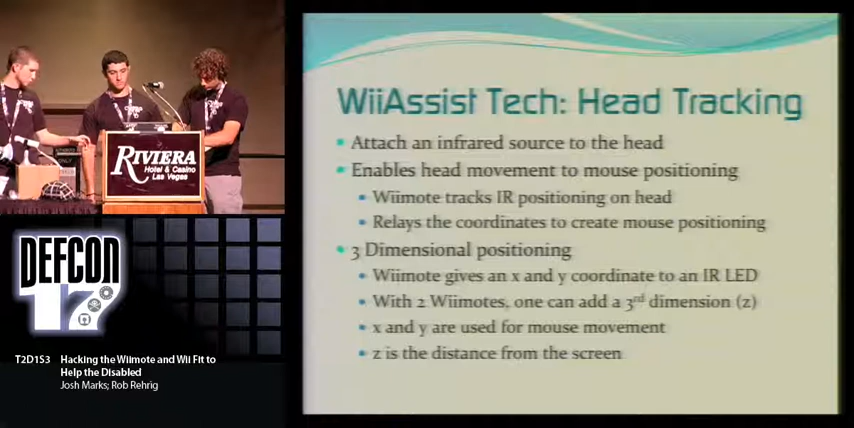 WiiAssist Tech: Head Tracking
Attach an infrared source to the head
Enables head movement to mouse positioning
Wiimote tracks IR positioning on head
Relays the coordinates to create mouse positioning
3 Dimensional positioning
Wiimote gives an x and y coordinate to an IR LED
With 2 Wiimotes, one can add a 3rd dimension (z)
x and y are used for mouse movement
z is the distance from the screen
RIVIERA
Hotel & Casino
Las Vegas
DEFCON
17
T2D1S3 Hacking the Wiimote and Wii Fit to
Help the Disabled
Josh Marks; Rob Rehrig